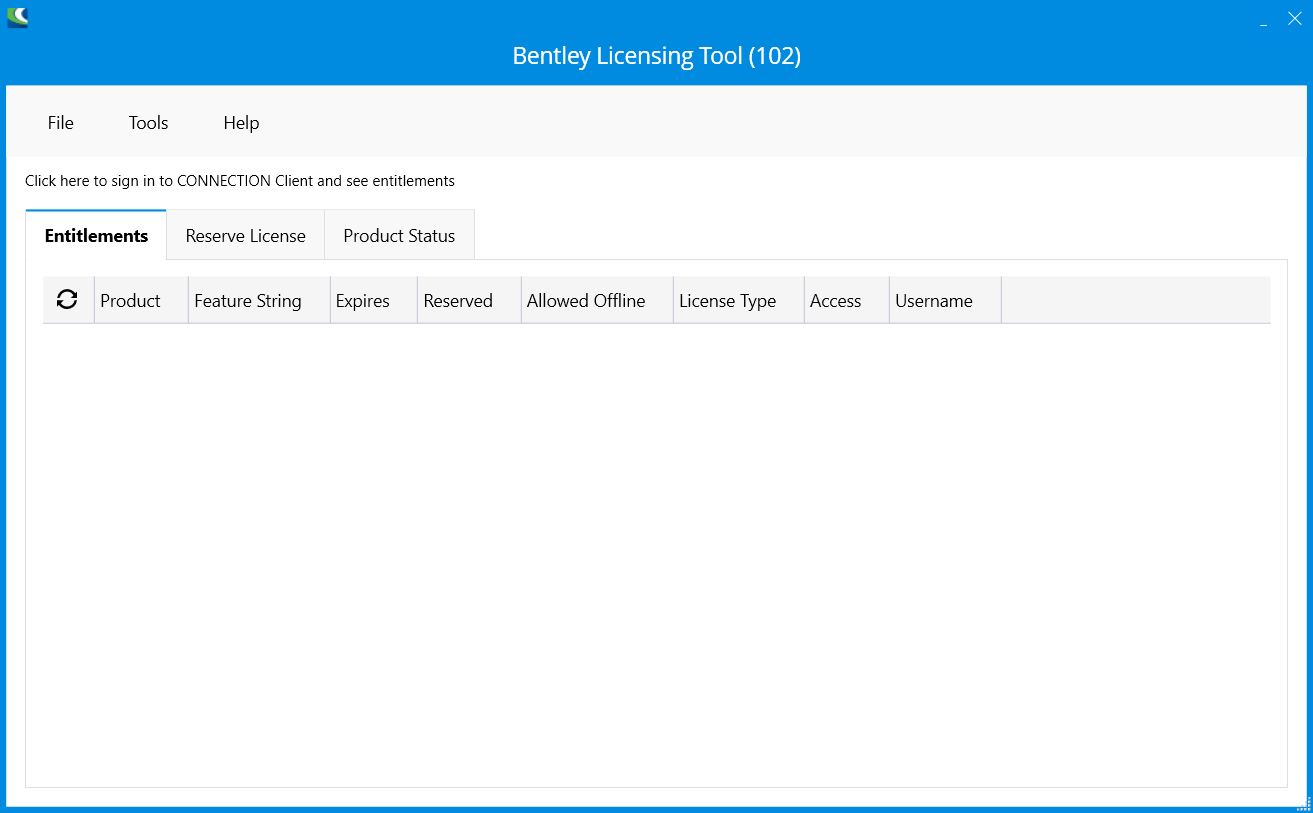 Bentley Licensing Tool (102)
File Tools Help
Click here to sign in to CONNECTION Client and see entitlements
Entitlements Reserve License Product Status
Product Feature String Expires Reserved Allowed Offline License Type Access Username